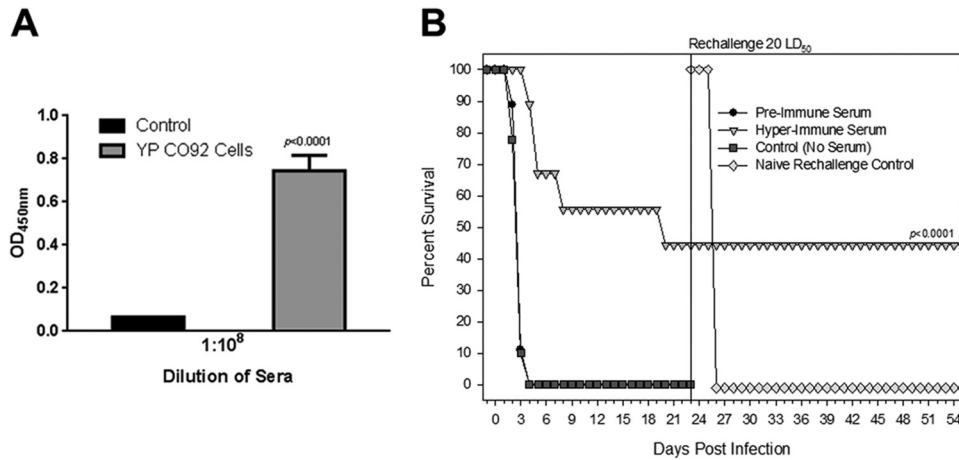 A
1.0
0.8
0.6
0.4
0.2
0.0
OD450nm
Control
YP CO92 Cells
p<0.0001
1:10⁸
Dilution of Sera
B
Rechallenge 20 LD₅₀
100
90
80
70
60
50
40
30
20
10
0
Percent Survival
Pre-Immune Serum
Hyper-Immune Serum
Control (No Serum)
Naive Rechallenge Control
p<0.0001
0 3 6 9 12 15 18 21 24 27 30 33 36 39 42 45 48 51 54
Days Post Infection